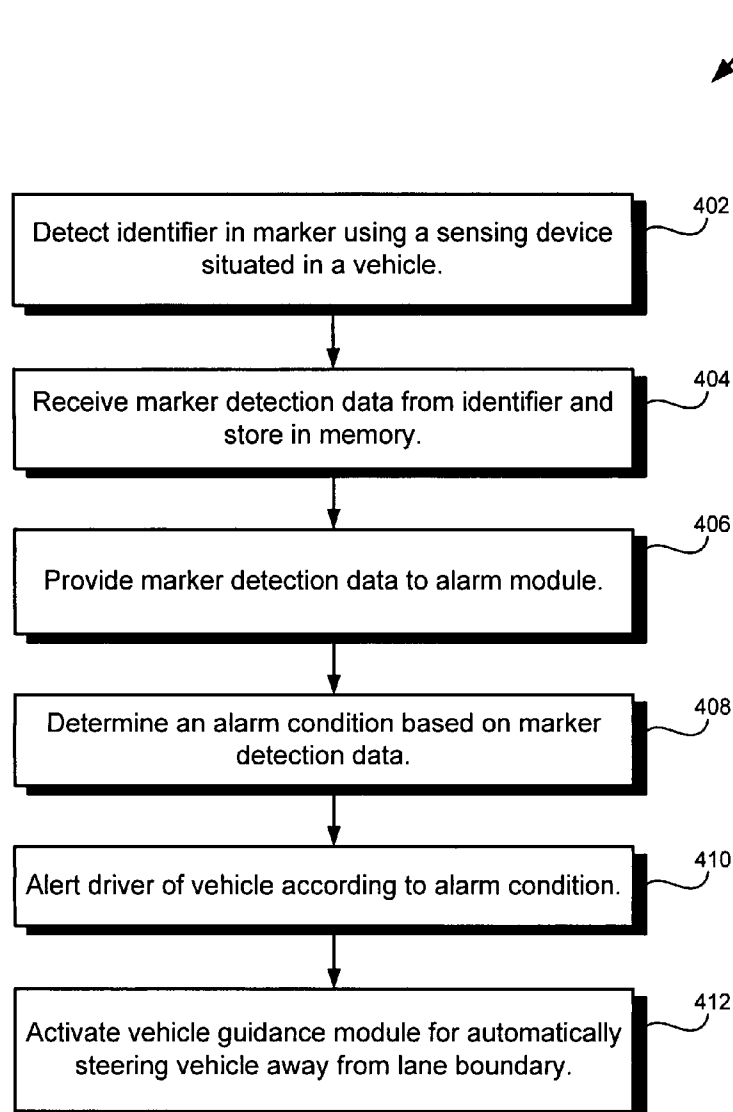 402
Detect identifier in marker using a sensing device
situated in a vehicle.
404
Receive marker detection data from identifier and
store in memory.
406
Provide marker detection data to alarm module.
408
Determine an alarm condition based on marker
detection data.
410
Alert driver of vehicle according to alarm condition.
412
Activate vehicle guidance module for automatically
steering vehicle away from lane boundary.